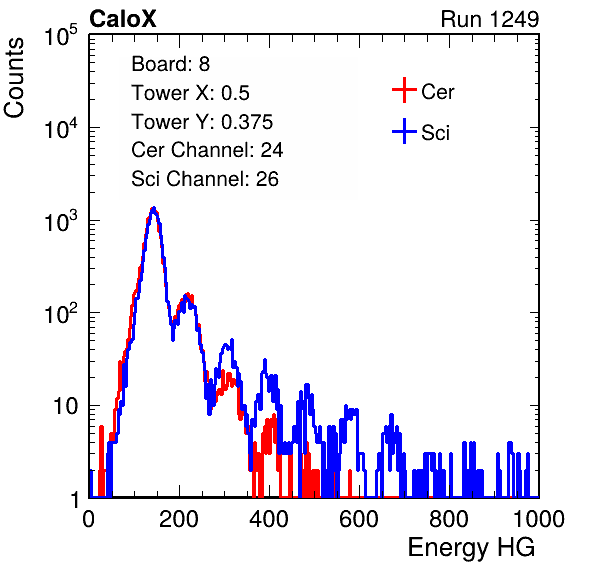 CaloX Run 1249
Counts
Board: 8
Tower X: 0.5
Tower Y: 0.375
Cer Channel: 24
Sci Channel: 26
Cer
Sci
10^5
10^4
10^3
10^2
10
1
0 200 400 600 800 1000
Energy HG